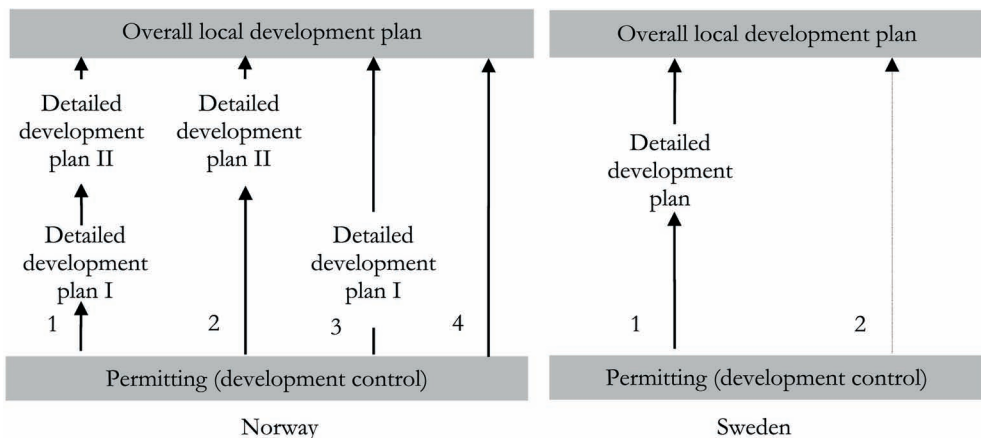 Overall local development plan
Detailed
development
plan II
Detailed
development
plan II
Detailed
development
plan I
Detailed
development
plan I
1
2
3
4
Permitting (development control)
Norway
Overall local development plan
Detailed
development
plan
1
2
Permitting (development control)
Sweden